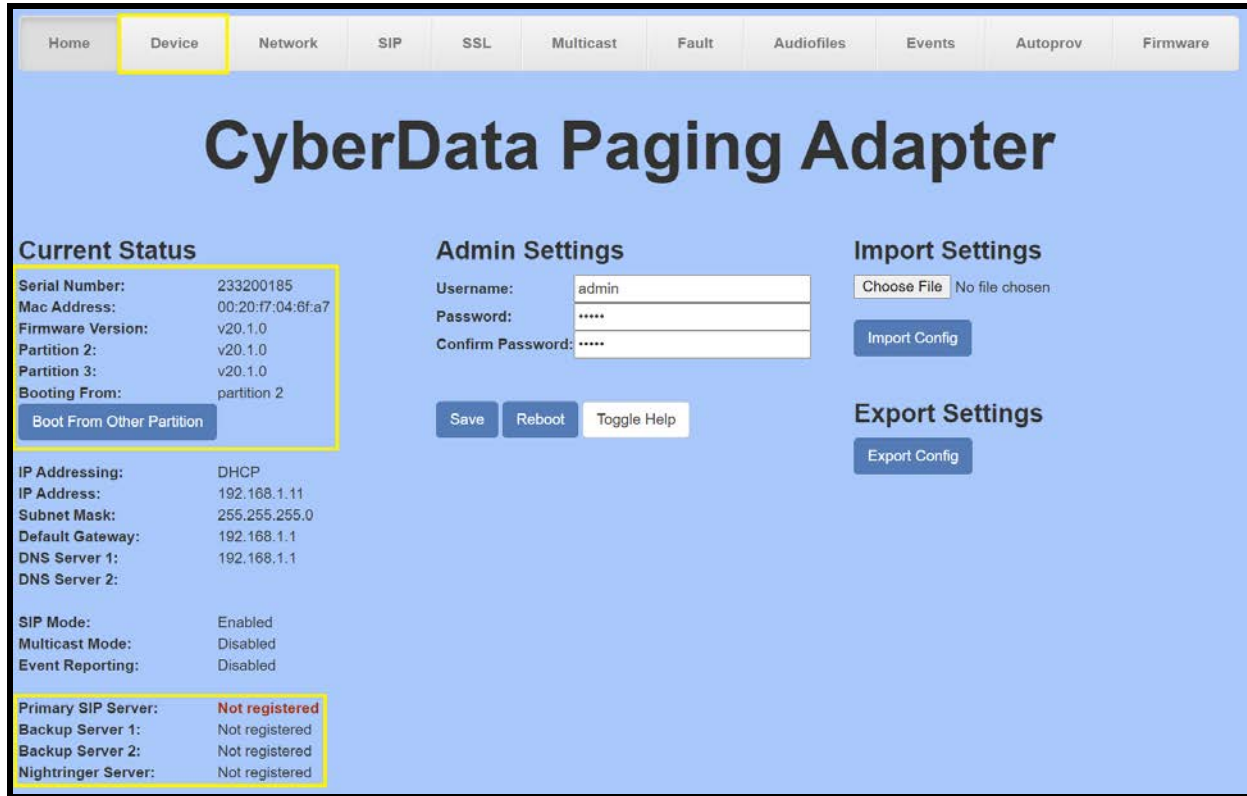 Home Device Network SIP SSL Multicast Fault Audiofiles Events Autoprov Firmware
CyberData Paging Adapter
Current Status
Serial Number: 233200185
Mac Address: 00:20:f7:04:6f:a7
Firmware Version: v20.1.0
Partition 2: v20.1.0
Partition 3: v20.1.0
Booting From: partition 2
Boot From Other Partition
IP Addressing: DHCP
IP Address: 192.168.1.11
Subnet Mask: 255.255.255.0
Default Gateway: 192.168.1.1
DNS Server 1: 192.168.1.1
DNS Server 2:
SIP Mode: Enabled
Multicast Mode: Disabled
Event Reporting: Disabled
Primary SIP Server: Not registered
Backup Server 1: Not registered
Backup Server 2: Not registered
Nightringer Server: Not registered
Admin Settings
Username: admin
Password: •••••
Confirm Password: •••••
Save Reboot Toggle Help
Import Settings
Choose File No file chosen
Import Config
Export Settings
Export Config